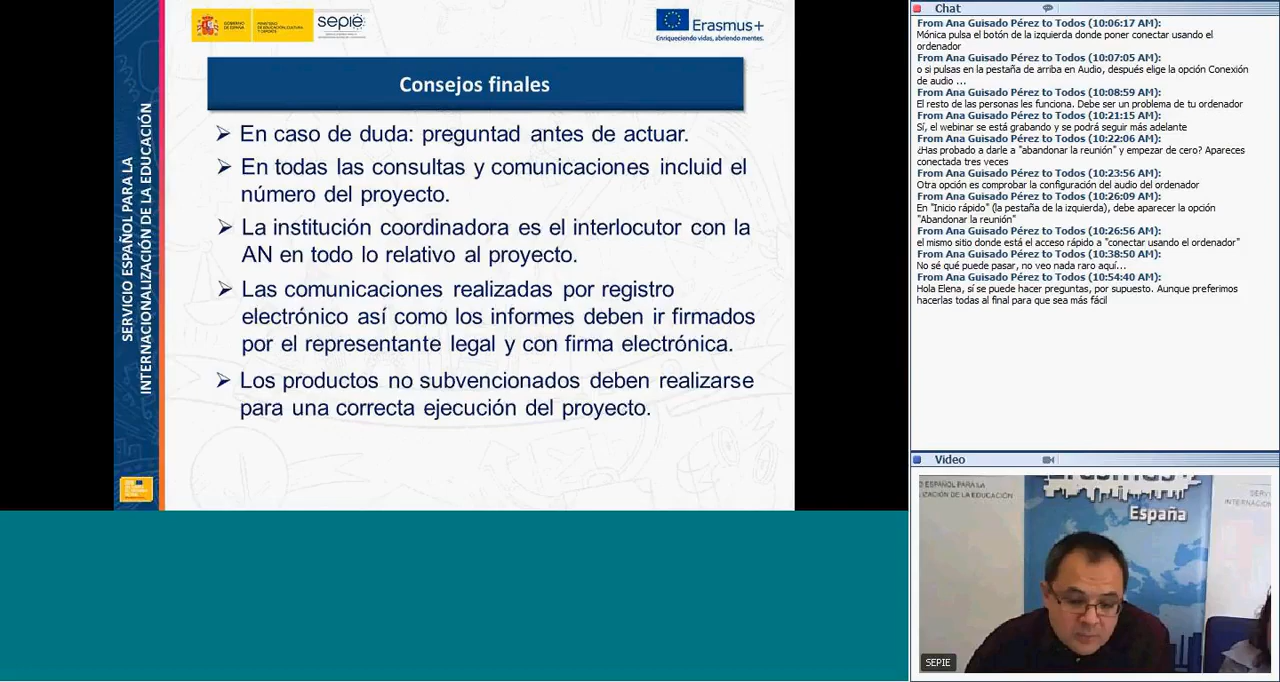 GOBIERNO
DE ESPAÑA
MINISTERIO
DE EDUCACIÓN, CULTURA
Y DEPORTE
sepie
Erasmus+
Enriqueciendo vidas, abriendo mentes.
SERVICIO ESPAÑOL PARA LA
INTERNACIONALIZACIÓN DE LA EDUCACIÓN
Consejos finales
En caso de duda: preguntad antes de actuar.
En todas las consultas y comunicaciones incluid el
número del proyecto.
La institución coordinadora es el interlocutor con la
AN en todo lo relativo al proyecto.
Las comunicaciones realizadas por registro
electrónico así como los informes deben ir firmados
por el representante legal y con firma electrónica.
Los productos no subvencionados deben realizarse
para una correcta ejecución del proyecto.
Chat
From Ana Guisado Pérez to Todos (10:06:17 AM):
Mónica pulsa el botón de la izquierda donde poner conectar usando el
ordenador
From Ana Guisado Pérez to Todos (10:07:05 AM):
o si pulsas en la pestaña de arriba en Audio, después elige la opción Conexión
de audio ...
From Ana Guisado Pérez to Todos (10:08:59 AM):
El resto de las personas les funciona. Debe ser un problema de tu ordenador
From Ana Guisado Pérez to Todos (10:21:15 AM):
Sí, el webinar se está grabando y se podrá seguir más adelante
From Ana Guisado Pérez to Todos (10:22:06 AM):
¿Has probado a darle a "abandonar la reunión" y empezar de cero? Apareces
conectada tres veces
From Ana Guisado Pérez to Todos (10:23:56 AM):
Otra opción es comprobar la configuración del audio del ordenador
From Ana Guisado Pérez to Todos (10:26:09 AM):
En "Inicio rápido" (la pestaña de la izquierda), debe aparecer la opción
"Abandonar la reunión"
From Ana Guisado Pérez to Todos (10:26:56 AM):
el mismo sitio donde está el acceso rápido a "conectar usando el ordenador"
From Ana Guisado Pérez to Todos (10:38:50 AM):
No sé qué puede pasar, no veo nada raro aquí...
From Ana Guisado Pérez to Todos (10:54:40 AM):
Hola Elena, sí se puede hacer preguntas, por supuesto. Aunque preferimos
hacerlas todas al final para que sea más fácil
Video
ESPAÑOL PARA LA
DE LA EDUCACIÓN
Erasmus+
España
SEPIE